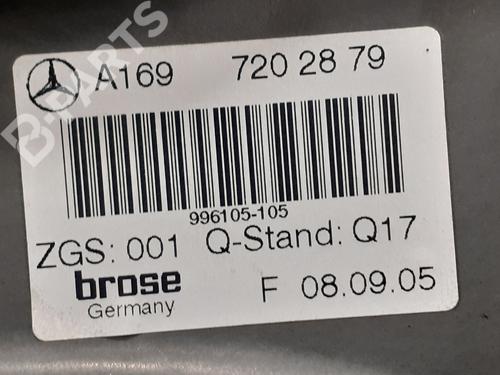 A169 720 28 79
996105-105
ZGS: 001 Q-Stand: Q17
brose
Germany
F 08.09.05
B-PARTS